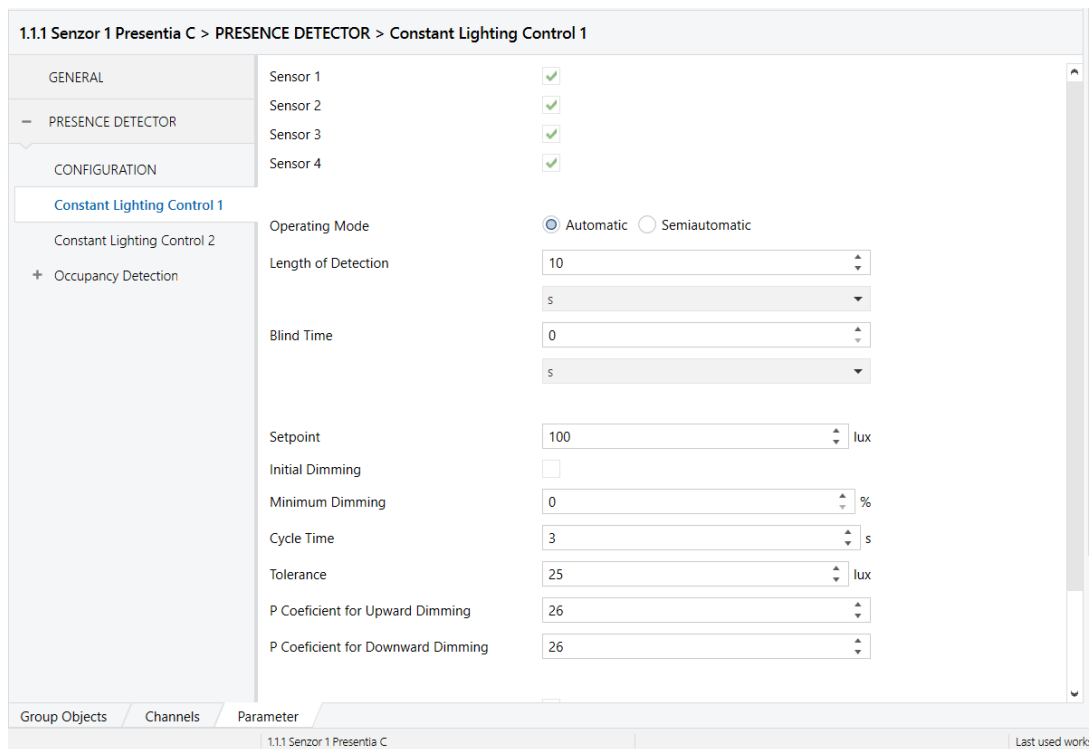 1.1.1 Senzor 1 Presentia C > PRESENCE DETECTOR > Constant Lighting Control 1
GENERAL
PRESENCE DETECTOR
CONFIGURATION
Constant Lighting Control 1
Constant Lighting Control 2
Occupancy Detection
Sensor 1
Sensor 2
Sensor 3
Sensor 4
Operating Mode Automatic Semiautomatic
Length of Detection 10
s
Blind Time 0
s
Setpoint 100 lux
Initial Dimming
Minimum Dimming 0 %
Cycle Time 3 s
Tolerance 25 lux
P Coeficient for Upward Dimming 26
P Coeficient for Downward Dimming 26
Group Objects Channels Parameter
1.1.1 Senzor 1 Presentia C Last used works